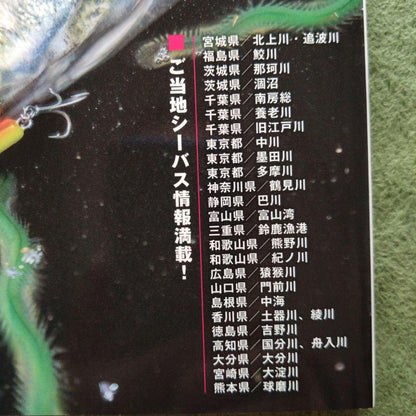 ■ご当地シーバス情報満載！
宮城県／北上川・追波川
福島県／鮫川
茨城県／那珂川
茨城県／涸沼
千葉県／南房総
千葉県／養老川
千葉県／旧江戸川
東京都／中川
東京都／墨田川
東京都／多摩川
神奈川県／鶴見川
静岡県／巴川
富山県／富山湾
三重県／鈴鹿漁港
和歌山県／熊野川
和歌山県／紀ノ川
広島県／猿猴川
山口県／門前川
島根県／中海
香川県／土器川、綾川
徳島県／吉野川
高知県／国分川、舟入川
大分県／大分川
宮崎県／大淀川
熊本県／球磨川